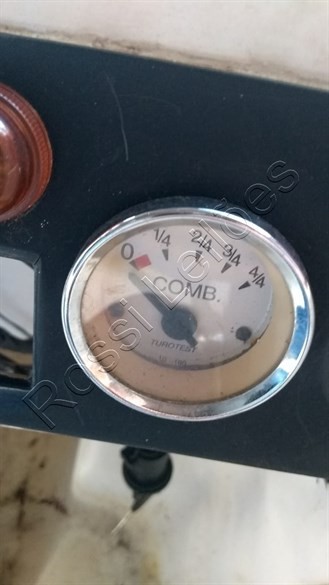 0 1/4 2/4 3/4 4/4
COMB.
TUROTEST
Rossi Leilões